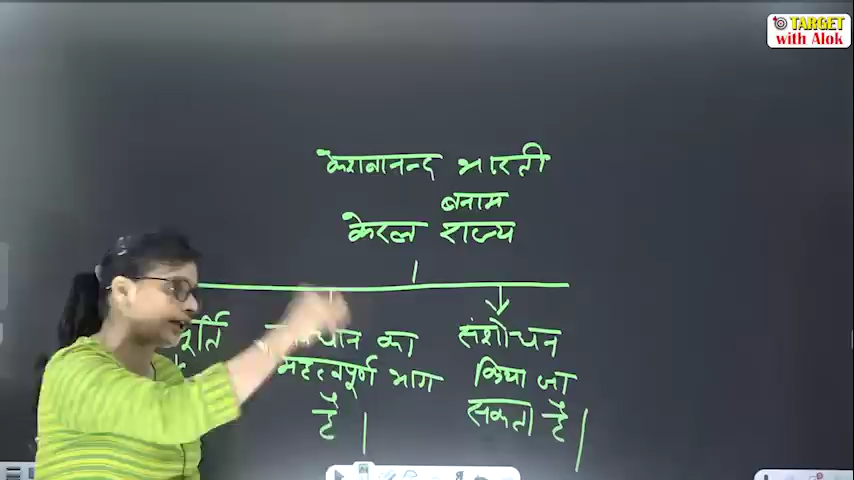 TARGET
with Alok
केशवानन्द भारती
बनाम
केरल राज्य
का
महत्वपूर्ण भाग
है।
संशोधन
किया जा
सकता है।